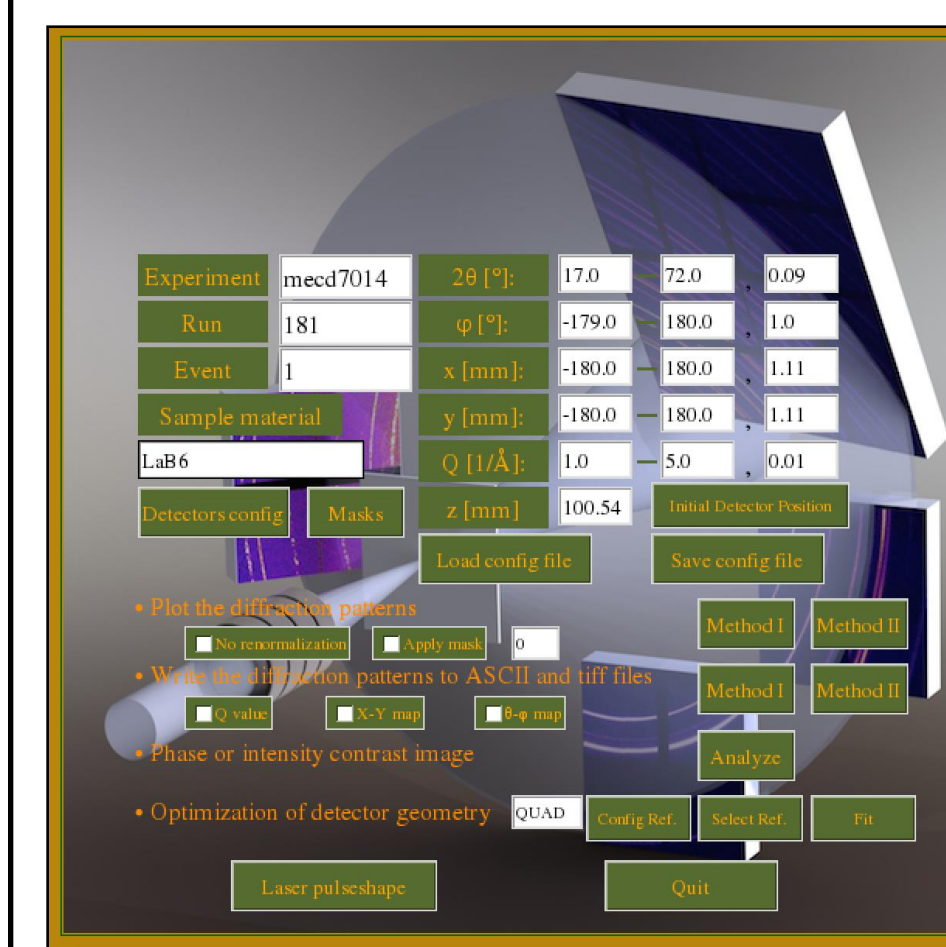 Experiment mecd7014 2θ [°]: 17.0 – 72.0 , 0.09
Run 181 φ [°]: -179.0 – 180.0 , 1.0
Event 1 x [mm]: -180.0 – 180.0 , 1.11
Sample material y [mm]: -180.0 – 180.0 , 1.11
LaB6 Q [1/Å]: 1.0 – 5.0 , 0.01
Detectors config Masks z [mm] 100.54 Initial Detector Position
Load config file Save config file
• Plot the diffraction patterns
Method I Method II
No renormalization Apply mask 0
• Write the diffraction patterns to ASCII and tiff files
Method I Method II
Q value X-Y map θ-φ map
• Phase or intensity contrast image Analyze
• Optimization of detector geometry QUAD Config Ref. Select Ref. Fit
Laser pulseshape Quit